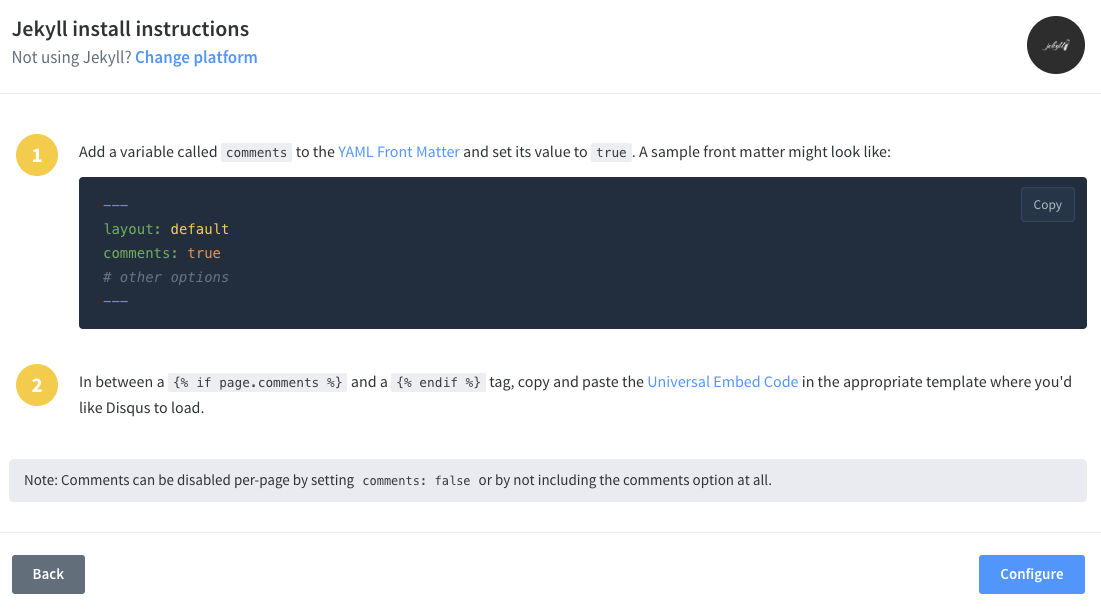 Jekyll install instructions
Not using Jekyll? Change platform
jekyll
1
Add a variable called comments to the YAML Front Matter and set its value to true. A sample front matter might look like:
Copy
---
layout: default
comments: true
# other options
---
2
In between a {% if page.comments %} and a {% endif %} tag, copy and paste the Universal Embed Code in the appropriate template where you'd
like Disqus to load.
Note: Comments can be disabled per-page by setting comments: false or by not including the comments option at all.
Back
Configure